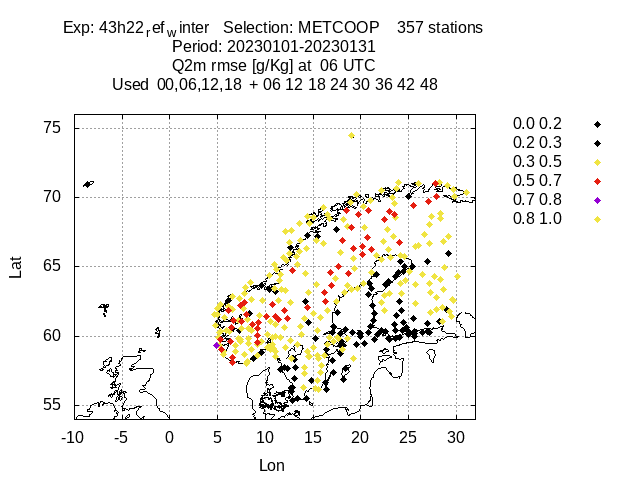 Exp: 43h22ref winter   Selection: METCOOP    357 stations
Period: 20230101-20230131
Q2m rmse [g/Kg] at  06 UTC
Used  00,06,12,18  + 06 12 18 24 30 36 42 48
75
70
65
60
55
Lat
-10 -5 0 5 10 15 20 25 30
Lon
0.0 0.2
0.2 0.3
0.3 0.5
0.5 0.7
0.7 0.8
0.8 1.0